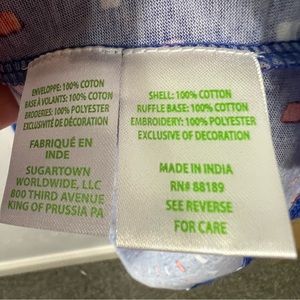 ENVELOPPE: 100% COTTON
BASE À VOLANTS: 100% COTON
BRODERIES: 100% POLYESTER
EXCLUSIVITÉ DE DÉCORATION
FABRIQUÉ EN
INDE
SUGARTOWN
WORLDWIDE, LLC
800 THIRD AVENUE
KING OF PRUSSIA PA
SHELL: 100% COTTON
RUFFLE BASE: 100% COTTON
EMBROIDERY: 100% POLYESTER
EXCLUSIVE OF DECORATION
MADE IN INDIA
RN# 88189
SEE REVERSE
FOR CARE